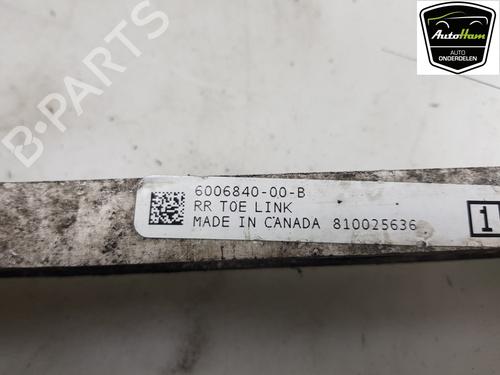 AutoHam
AUTO
ONDERDELEN
B-PARTS
6006840-00-B
RR TOE LINK
MADE IN CANADA 810025636
1